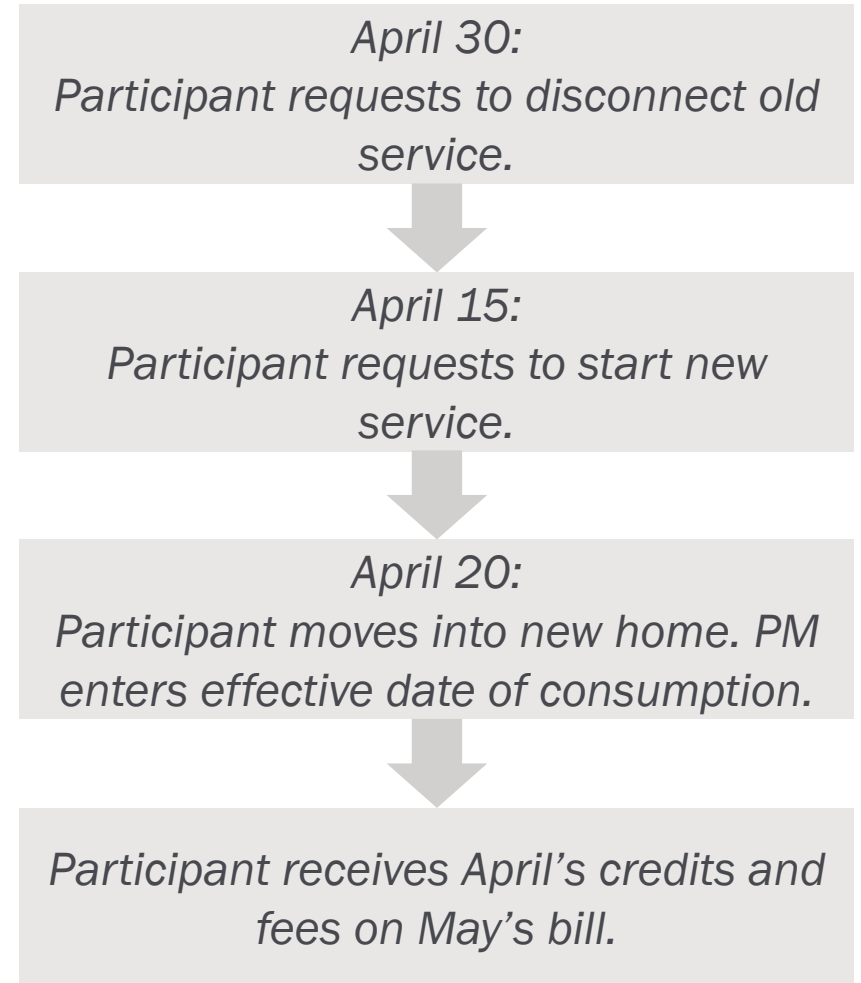 April 30:
Participant requests to disconnect old
service.
April 15:
Participant requests to start new
service.
April 20:
Participant moves into new home. PM
enters effective date of consumption.
Participant receives April’s credits and
fees on May’s bill.